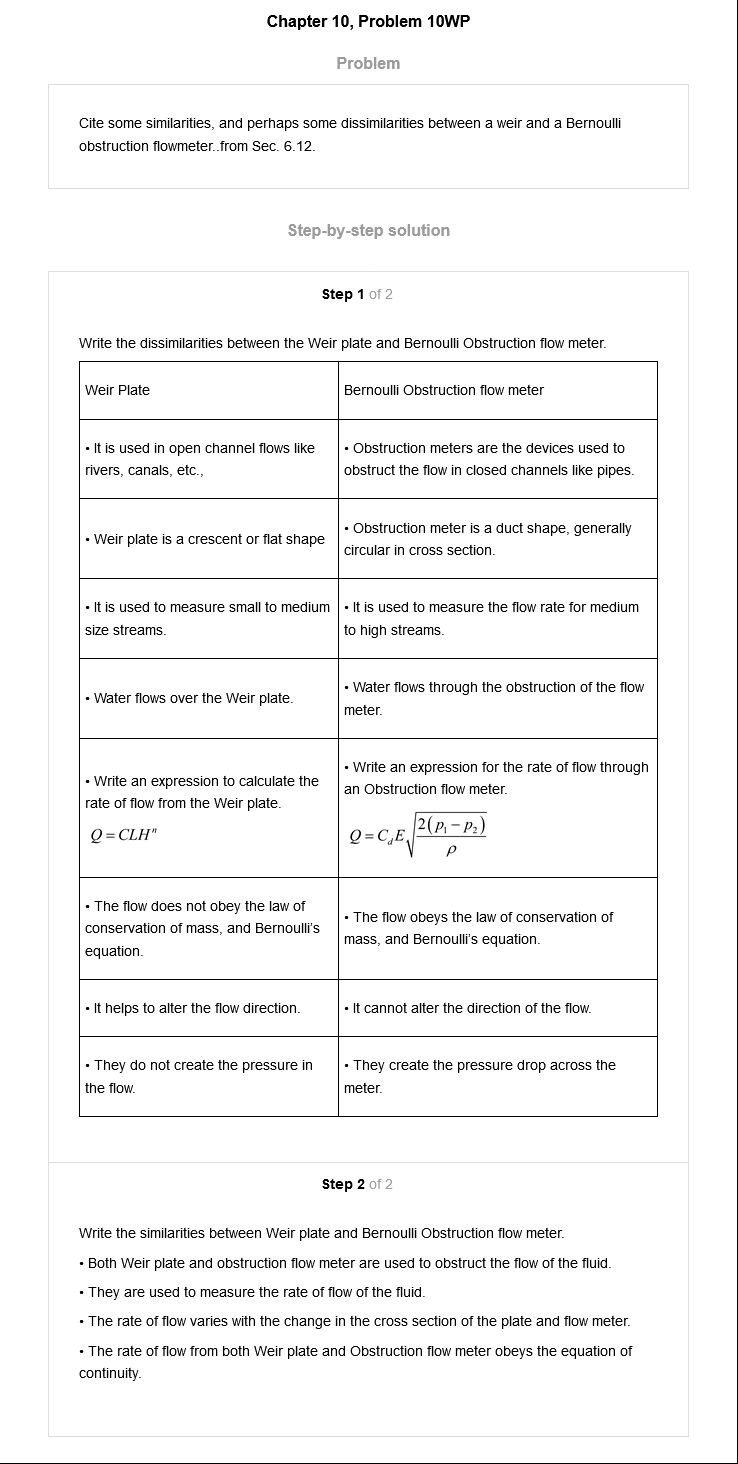 Chapter 10, Problem 10WP
Problem
Cite some similarities, and perhaps some dissimilarities between a weir and a Bernoulli
obstruction flowmeter..from Sec. 6.12.
Step-by-step solution
Step 1 of 2
Write the dissimilarities between the Weir plate and Bernoulli Obstruction flow meter.
Weir Plate
Bernoulli Obstruction flow meter
• It is used in open channel flows like
rivers, canals, etc.,
• Obstruction meters are the devices used to
obstruct the flow in closed channels like pipes.
• Weir plate is a crescent or flat shape
• Obstruction meter is a duct shape, generally
circular in cross section.
• It is used to measure small to medium
size streams.
• It is used to measure the flow rate for medium
to high streams.
• Water flows over the Weir plate.
• Water flows through the obstruction of the flow
meter.
• Write an expression to calculate the
rate of flow from the Weir plate.
Q = CLHⁿ
• Write an expression for the rate of flow through
an Obstruction flow meter.
Q = C_d E √(2(p₁ − p₂)/ρ)
• The flow does not obey the law of
conservation of mass, and Bernoulli's
equation.
• The flow obeys the law of conservation of
mass, and Bernoulli's equation.
• It helps to alter the flow direction.
• It cannot alter the direction of the flow.
• They do not create the pressure in
the flow.
• They create the pressure drop across the
meter.
Step 2 of 2
Write the similarities between Weir plate and Bernoulli Obstruction flow meter.
• Both Weir plate and obstruction flow meter are used to obstruct the flow of the fluid.
• They are used to measure the rate of flow of the fluid.
• The rate of flow varies with the change in the cross section of the plate and flow meter.
• The rate of flow from both Weir plate and Obstruction flow meter obeys the equation of
continuity.